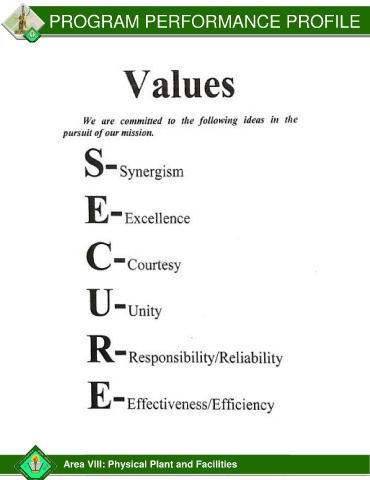 PROGRAM PERFORMANCE PROFILE
Values
We are committed to the following ideas in the
pursuit of our mission.
S-Synergism
E-Excellence
C-Courtesy
U-Unity
R-Responsibility/Reliability
E-Effectiveness/Efficiency
Area VIII: Physical Plant and Facilities